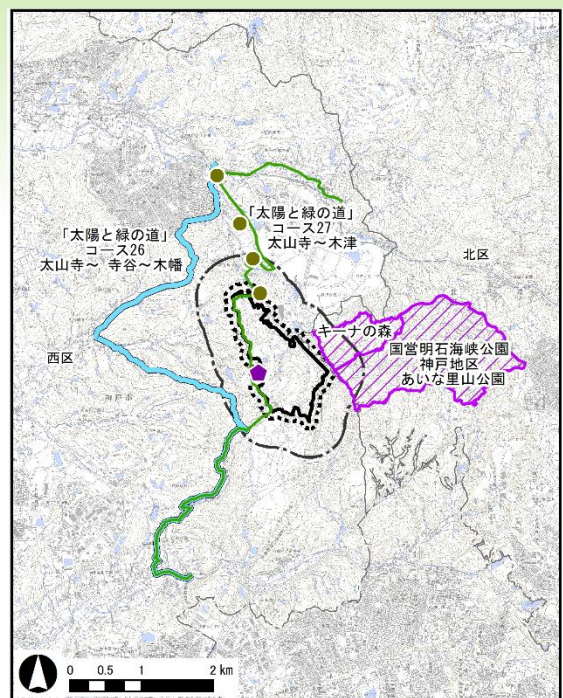 「太陽と緑の道」
コース27
太山寺~木津
「太陽と緑の道」
コース26
太山寺~ 寺谷~木幡
北区
キーナの森
国営明石海峡公園
神戸地区
あいな里山公園
西区
神戸市
0 0.5 1 2 km